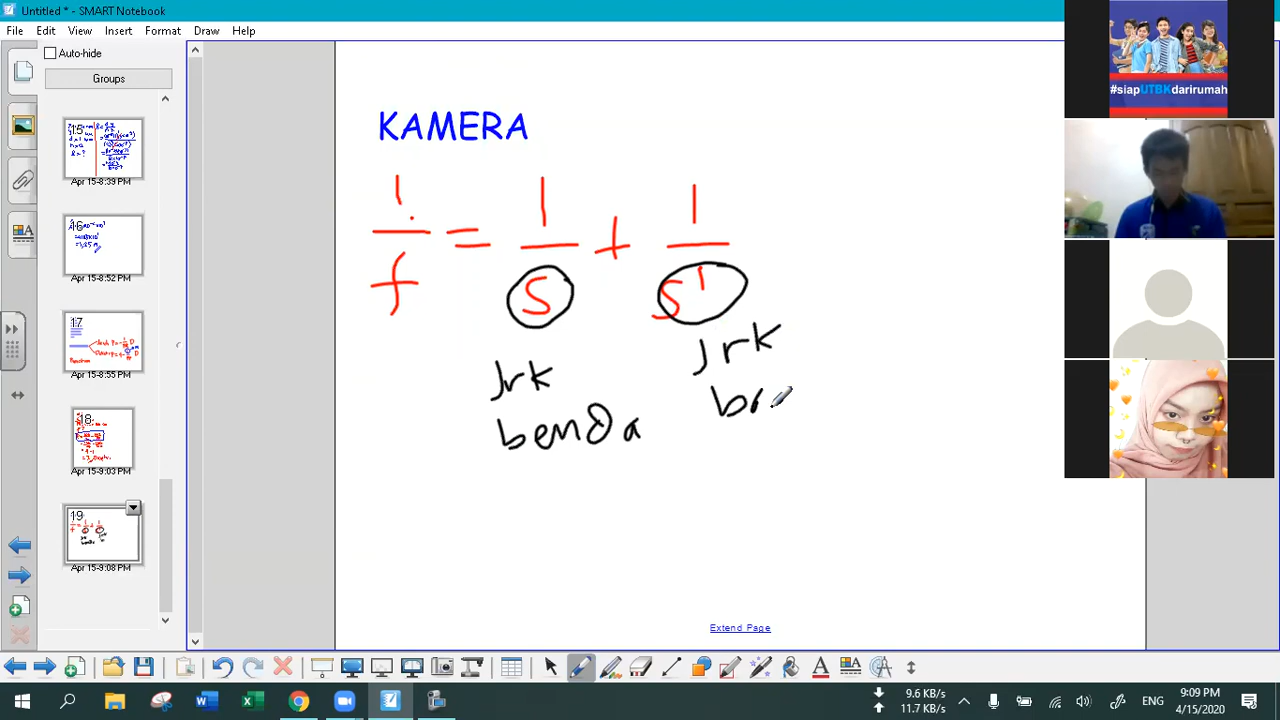 Untitled * - SMART Notebook
File Edit View Insert Format Draw Help
Auto-hide
Groups
15
Apr 15-8:39 PM
16
Apr 15-8:52 PM
17
Apr 15-8:55 PM
18
Apr 15-9:03 PM
19
Apr 15-9:08 PM
KAMERA
1/f = 1/s + 1/s'
jrk
benda
jrk
Extend Page
#siapUTBKdarirumah
9.6 KB/s
11.7 KB/s
ENG
9:09 PM
4/15/2020